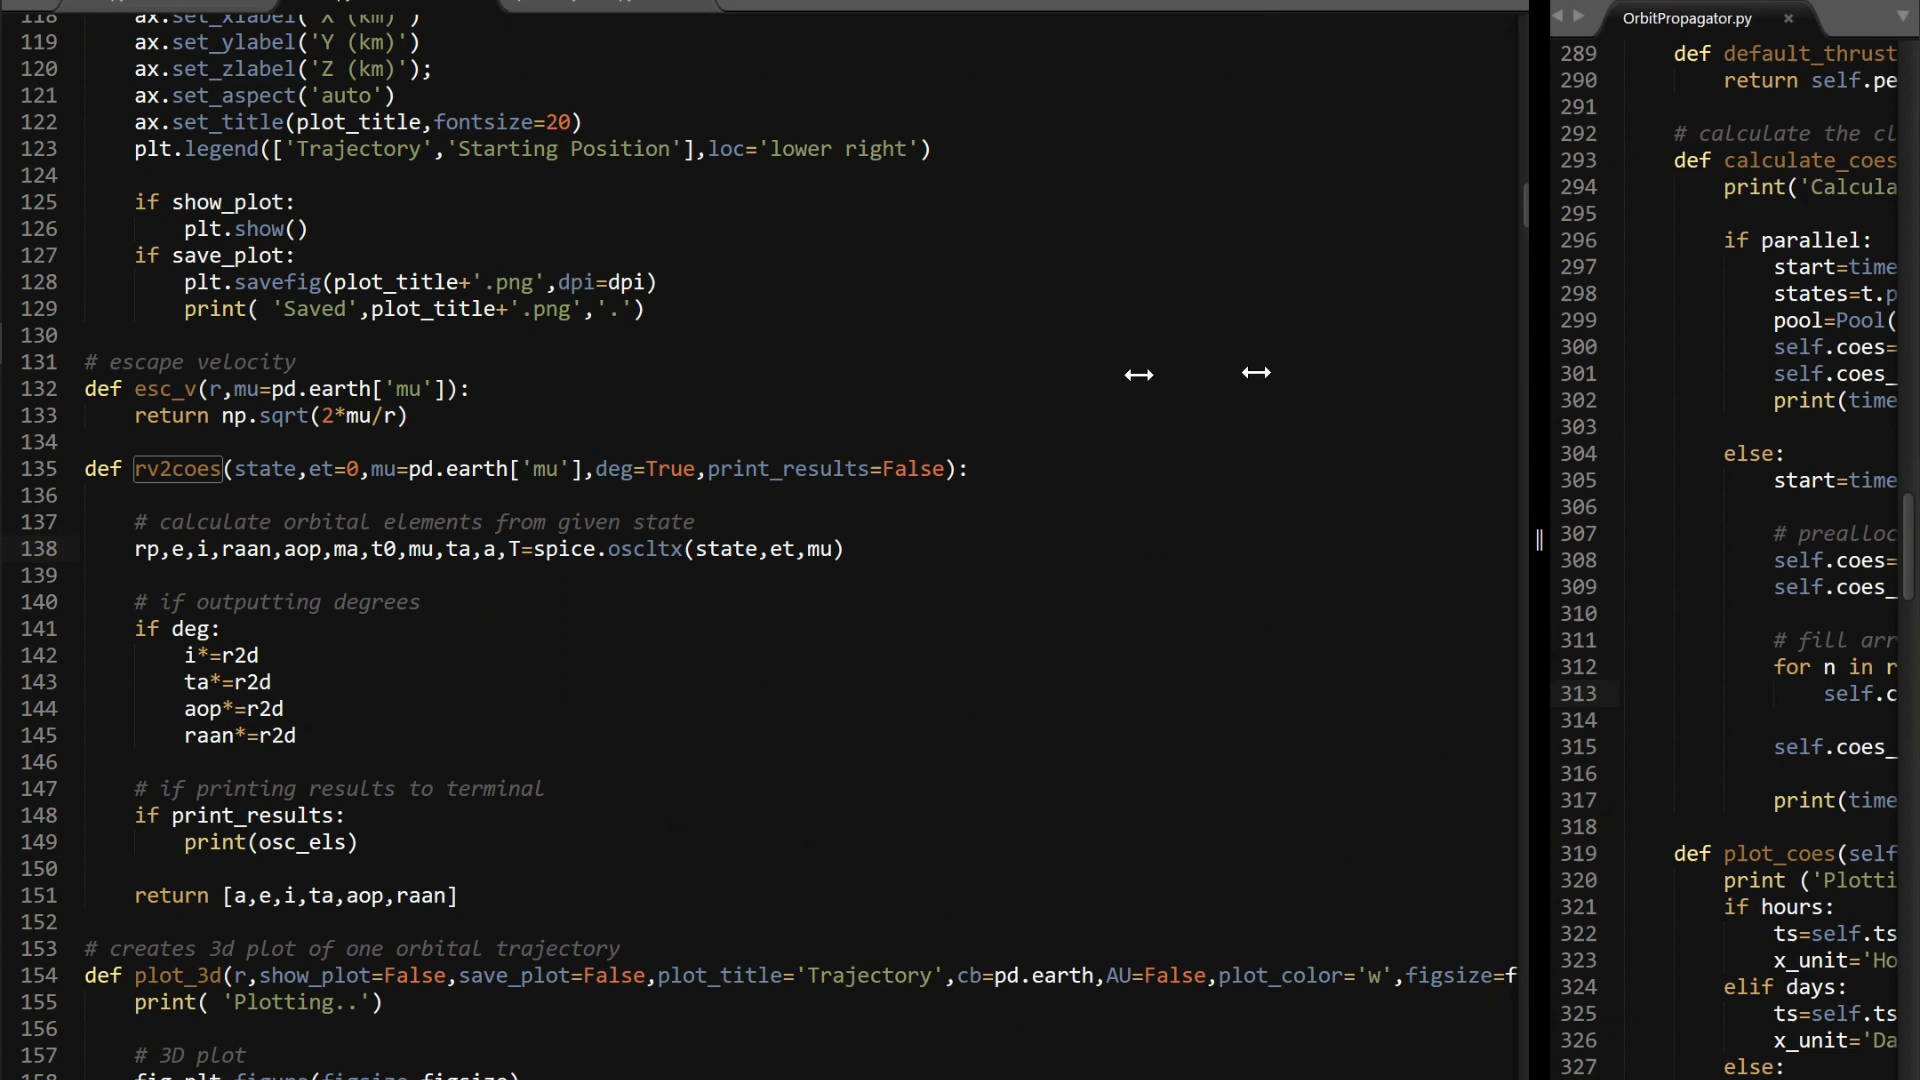 118 ax.set_xlabel('X (km)')
119 ax.set_ylabel('Y (km)')
120 ax.set_zlabel('Z (km)');
121 ax.set_aspect('auto')
122 ax.set_title(plot_title,fontsize=20)
123 plt.legend(['Trajectory','Starting Position'],loc='lower right')
124
125 if show_plot:
126 plt.show()
127 if save_plot:
128 plt.savefig(plot_title+'.png',dpi=dpi)
129 print( 'Saved',plot_title+'.png','.')
130
131 # escape velocity
132 def esc_v(r,mu=pd.earth['mu']):
133 return np.sqrt(2*mu/r)
134
135 def rv2coes(state,et=0,mu=pd.earth['mu'],deg=True,print_results=False):
136
137 # calculate orbital elements from given state
138 rp,e,i,raan,aop,ma,t0,mu,ta,a,T=spice.oscltx(state,et,mu)
139
140 # if outputting degrees
141 if deg:
142 i*=r2d
143 ta*=r2d
144 aop*=r2d
145 raan*=r2d
146
147 # if printing results to terminal
148 if print_results:
149 print(osc_els)
150
151 return [a,e,i,ta,aop,raan]
152
153 # creates 3d plot of one orbital trajectory
154 def plot_3d(r,show_plot=False,save_plot=False,plot_title='Trajectory',cb=pd.earth,AU=False,plot_color='w',figsize=f
155 print( 'Plotting..')
156
157 # 3D plot
158 fig=plt.figure(figsize=figsize)
OrbitPropagator.py
289 def default_thrust
290 return self.pe
291
292 # calculate the cl
293 def calculate_coes
294 print('Calcula
295
296 if parallel:
297 start=time
298 states=t.p
299 pool=Pool(
300 self.coes=
301 self.coes_
302 print(time
303
304 else:
305 start=time
306
307 # prealloc
308 self.coes=
309 self.coes_
310
311 # fill arr
312 for n in r
313 self.c
314
315 self.coes_
316
317 print(time
318
319 def plot_coes(self
320 print ('Plotti
321 if hours:
322 ts=self.ts
323 x_unit='Ho
324 elif days:
325 ts=self.ts
326 x_unit='Da
327 else: